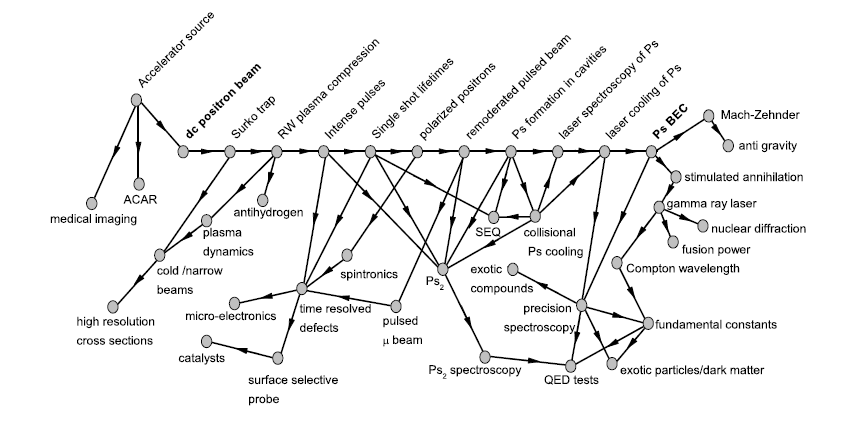 Accelerator source
dc positron beam
Surko trap
RW plasma compression
Intense pulses
Single shot lifetimes
polarized positrons
remoderated pulsed beam
Ps formation in cavities
laser spectroscopy of Ps
laser cooling of Ps
Ps BEC
Mach-Zehnder
anti gravity
stimulated annihilation
gamma ray laser
nuclear diffraction
fusion power
Compton wavelength
medical imaging
ACAR
antihydrogen
plasma
dynamics
cold /narrow
beams
high resolution
cross sections
SEQ
collisional
Ps cooling
spintronics
Ps2
exotic
compounds
micro-electronics
time resolved
defects
pulsed
μ beam
precision
spectroscopy
fundamental constants
catalysts
surface selective
probe
Ps2 spectroscopy
QED tests
exotic particles/dark matter